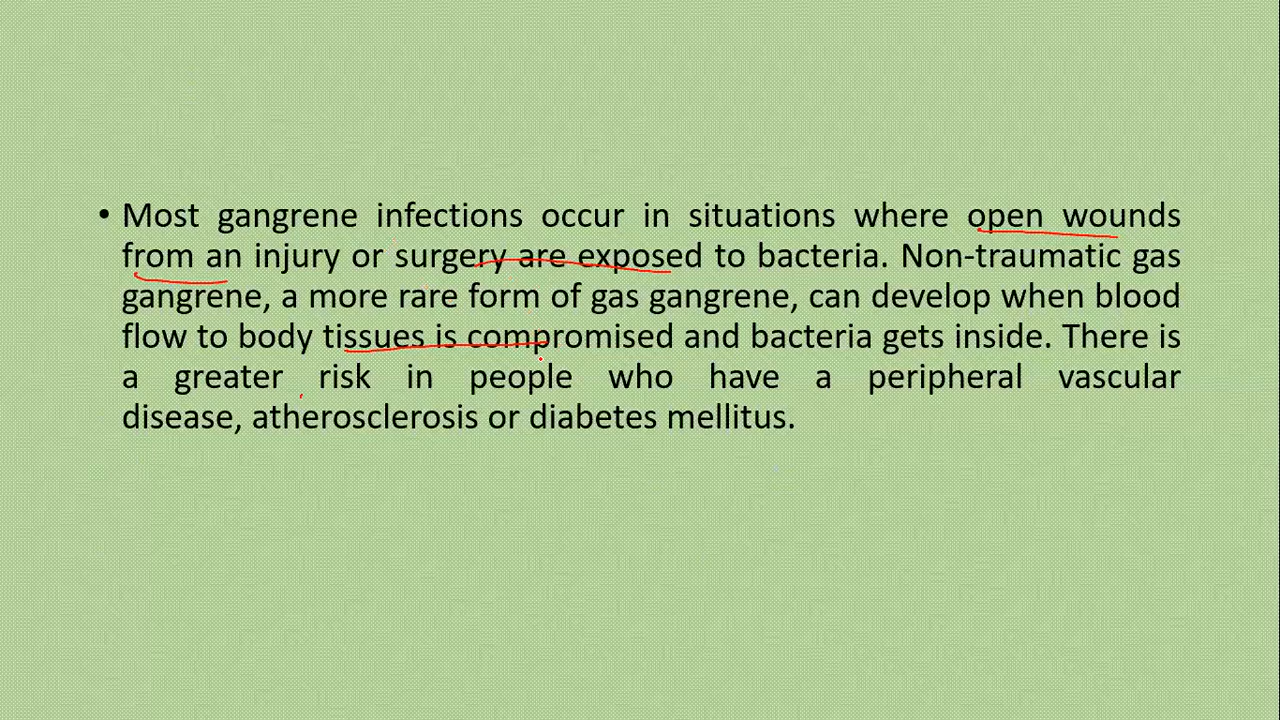 • Most gangrene infections occur in situations where open wounds
from an injury or surgery are exposed to bacteria. Non-traumatic gas
gangrene, a more rare form of gas gangrene, can develop when blood
flow to body tissues is compromised and bacteria gets inside. There is
a greater risk in people who have a peripheral vascular
disease, atherosclerosis or diabetes mellitus.